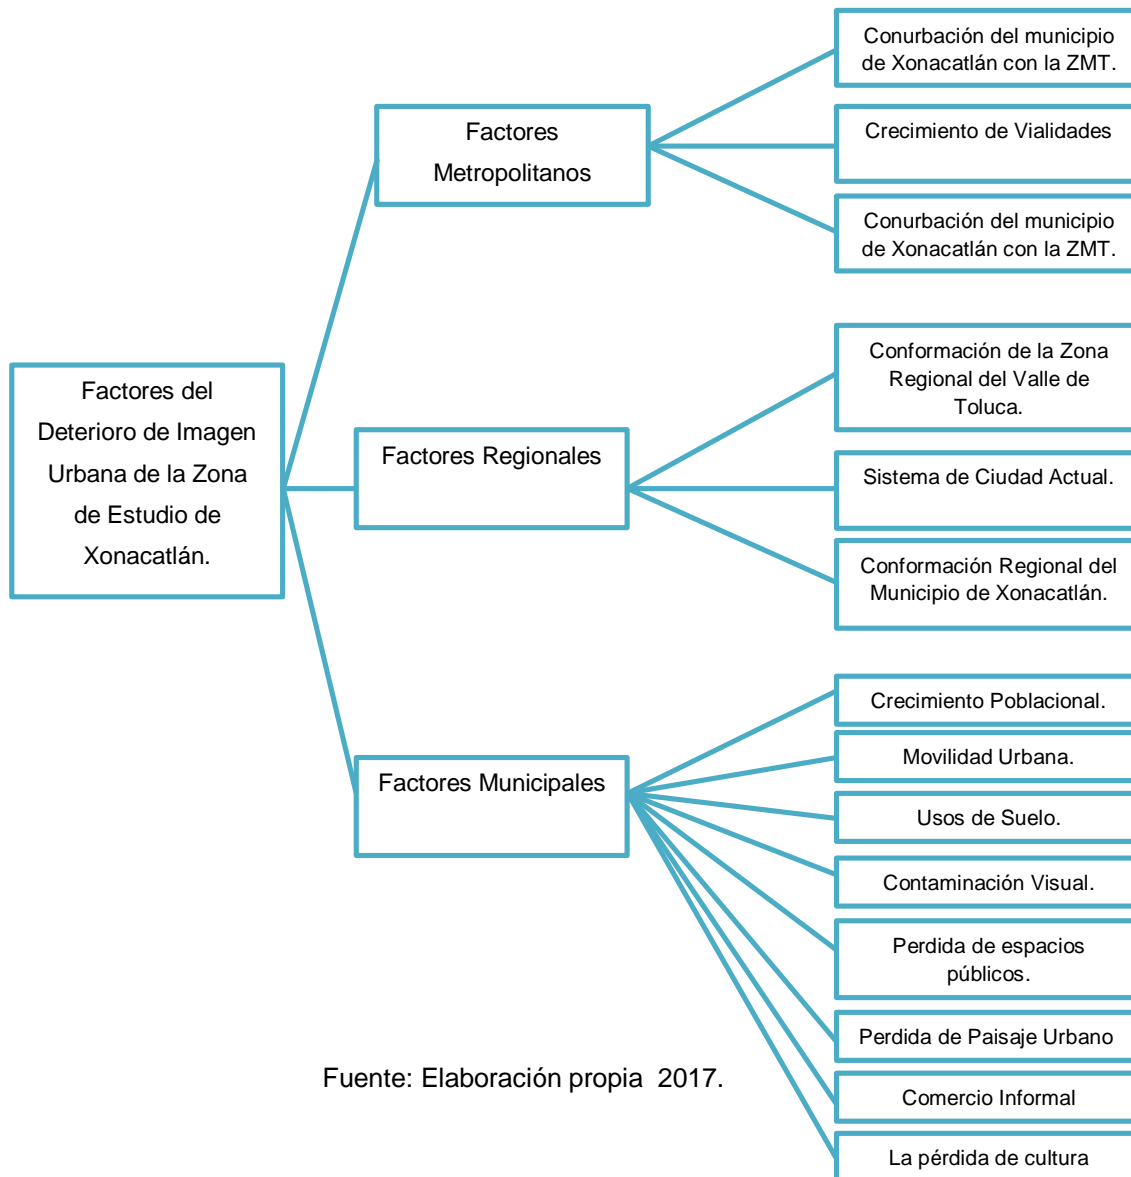 Conurbación del municipio
de Xonacatlán con la ZMT.
Factores
Metropolitanos
Crecimiento de Vialidades
Conurbación del municipio
de Xonacatlán con la ZMT.
Conformación de la Zona
Regional del Valle de
Toluca.
Factores del
Deterioro de Imagen
Urbana de la Zona
de Estudio de
Xonacatlán.
Factores Regionales
Sistema de Ciudad Actual.
Conformación Regional del
Municipio de Xonacatlán.
Crecimiento Poblacional.
Movilidad Urbana.
Factores Municipales
Usos de Suelo.
Contaminación Visual.
Perdida de espacios
públicos.
Perdida de Paisaje Urbano
Comercio Informal
La pérdida de cultura
Fuente: Elaboración propia  2017.